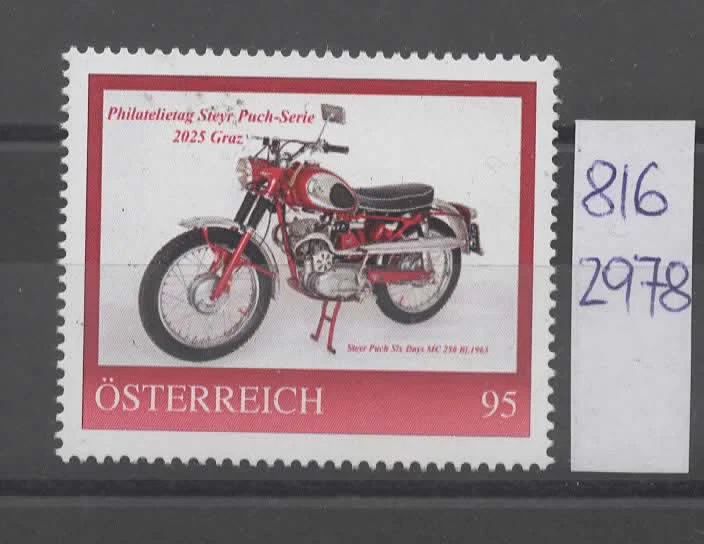 Philatelietag Steyr Puch-Serie
2025 Graz
Steyr Puch Six Days MC 250 Bj.1963
ÖSTERREICH 95
816
2978